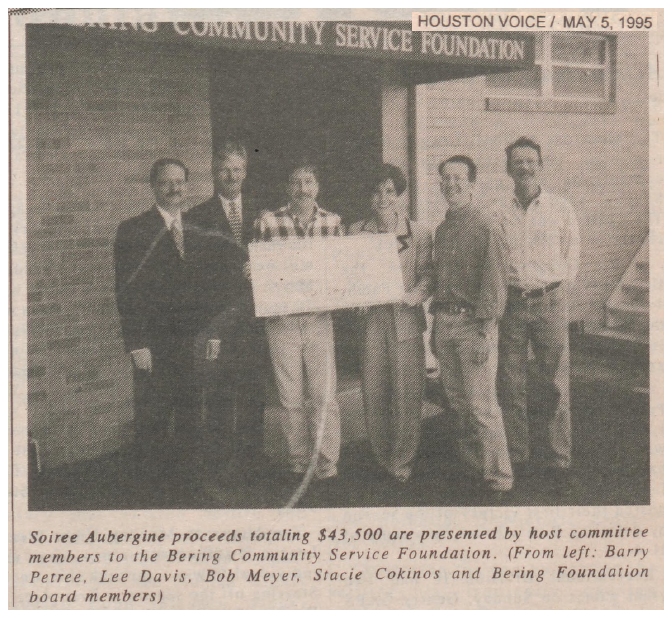 HOUSTON VOICE / MAY 5, 1995
COMMUNITY SERVICE FOUNDATION
Soiree Aubergine proceeds totaling $43,500 are presented by host committee
members to the Bering Community Service Foundation. (From left: Barry
Petree, Lee Davis, Bob Meyer, Stacie Cokinos and Bering Foundation
board members)